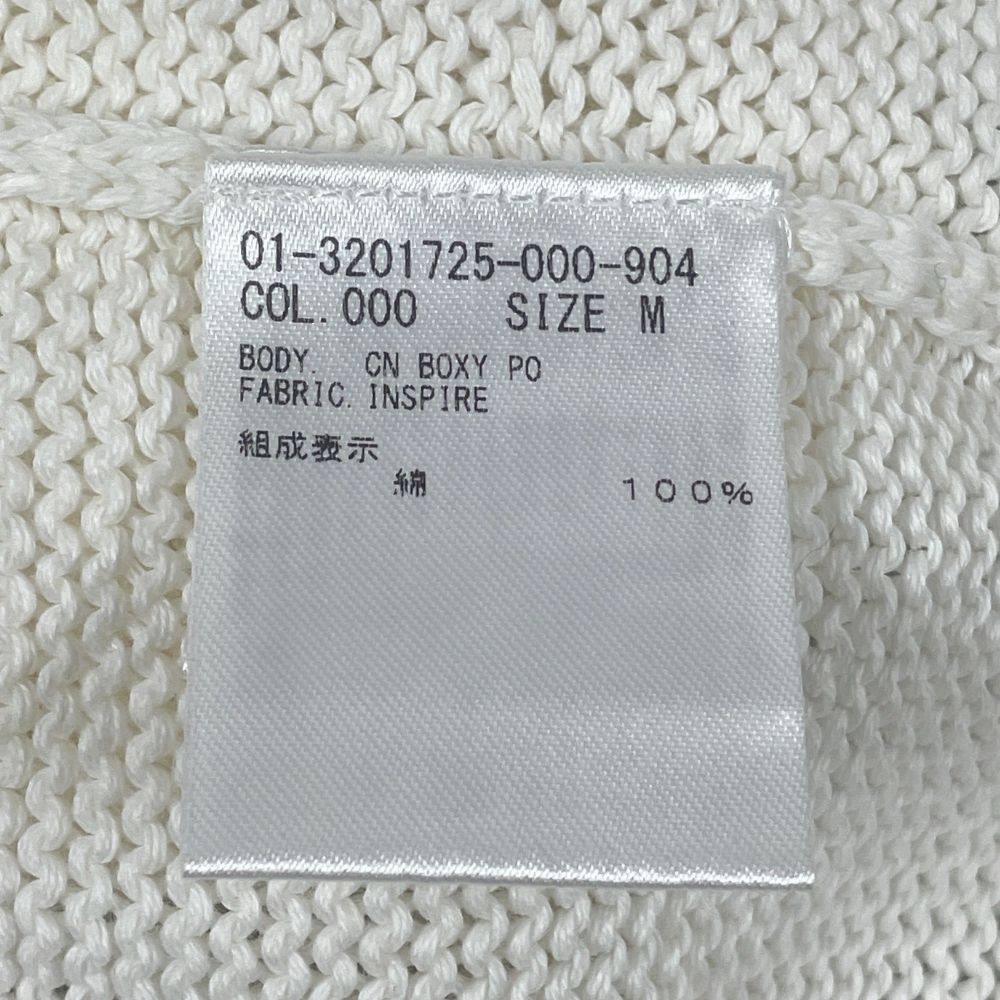 01-3201725-000-904
COL.000 SIZE M
BODY. CN BOXY PO
FABRIC.INSPIRE
組成表示
綿 100%